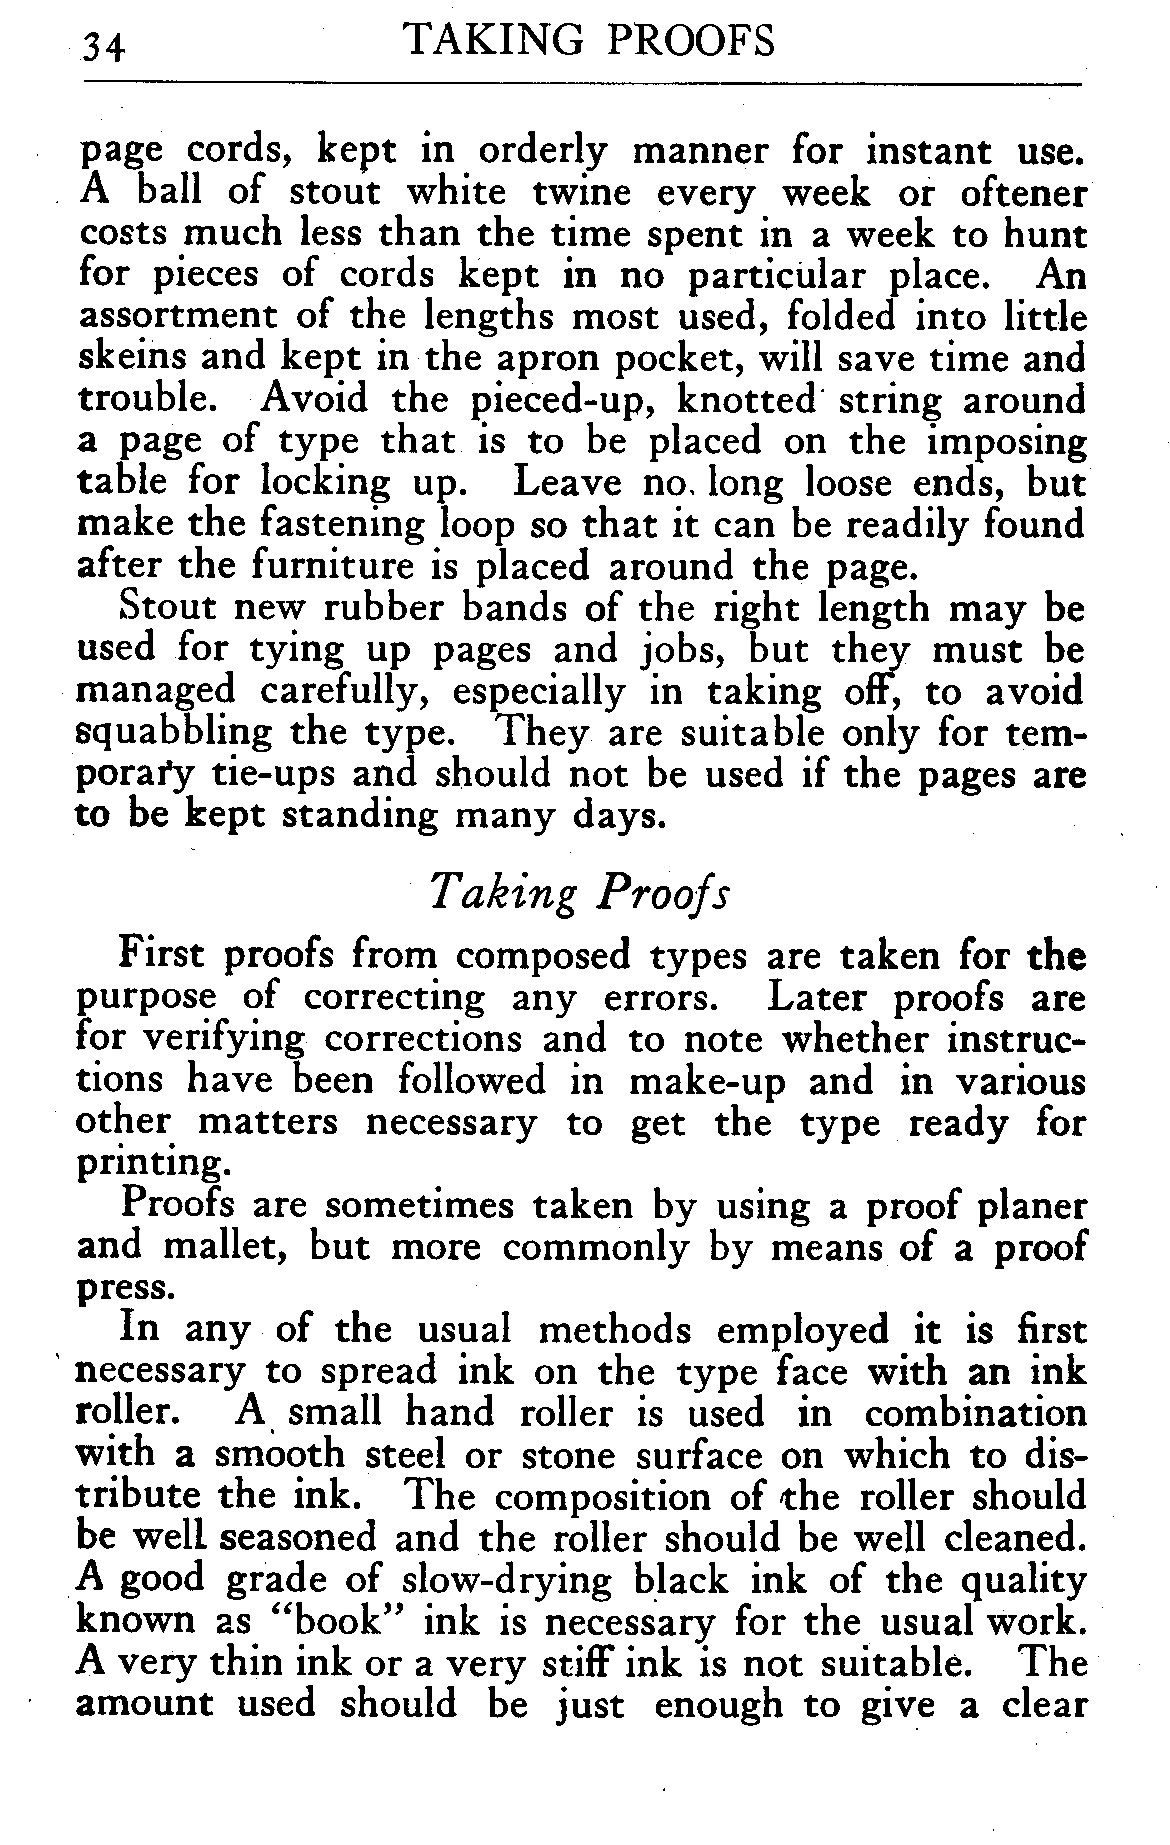 34 TAKING PROOFS
page cords, kept in orderly manner for instant use.
A ball of stout white twine every week or oftener
costs much less than the time spent in a week to hunt
for pieces of cords kept in no particular place. An
assortment of the lengths most used, folded into little
skeins and kept in the apron pocket, will save time and
trouble. Avoid the pieced-up, knotted string around
a page of type that is to be placed on the imposing
table for locking up. Leave no long loose ends, but
make the fastening loop so that it can be readily found
after the furniture is placed around the page.
Stout new rubber bands of the right length may be
used for tying up pages and jobs, but they must be
managed carefully, especially in taking off, to avoid
squabbling the type. They are suitable only for tem-
porary tie-ups and should not be used if the pages are
to be kept standing many days.
Taking Proofs
First proofs from composed types are taken for the
purpose of correcting any errors. Later proofs are
for verifying corrections and to note whether instruc-
tions have been followed in make-up and in various
other matters necessary to get the type ready for
printing.
Proofs are sometimes taken by using a proof planer
and mallet, but more commonly by means of a proof
press.
In any of the usual methods employed it is first
necessary to spread ink on the type face with an ink
roller. A small hand roller is used in combination
with a smooth steel or stone surface on which to dis-
tribute the ink. The composition of the roller should
be well seasoned and the roller should be well cleaned.
A good grade of slow-drying black ink of the quality
known as "book" ink is necessary for the usual work.
A very thin ink or a very stiff ink is not suitable. The
amount used should be just enough to give a clear